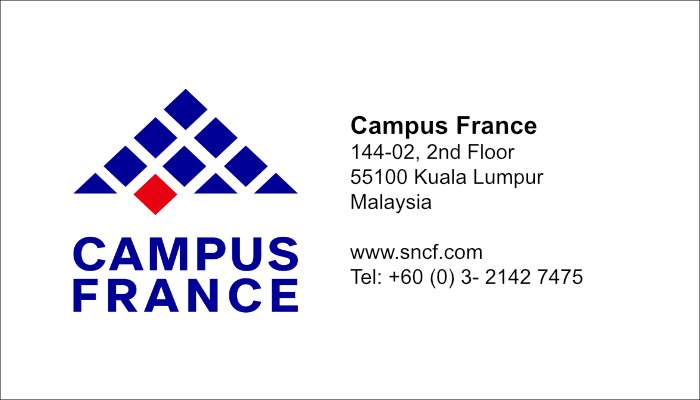 CAMPUS
FRANCE
Campus France
144-02, 2nd Floor
55100 Kuala Lumpur
Malaysia
www.sncf.com
Tel: +60 (0) 3- 2142 7475